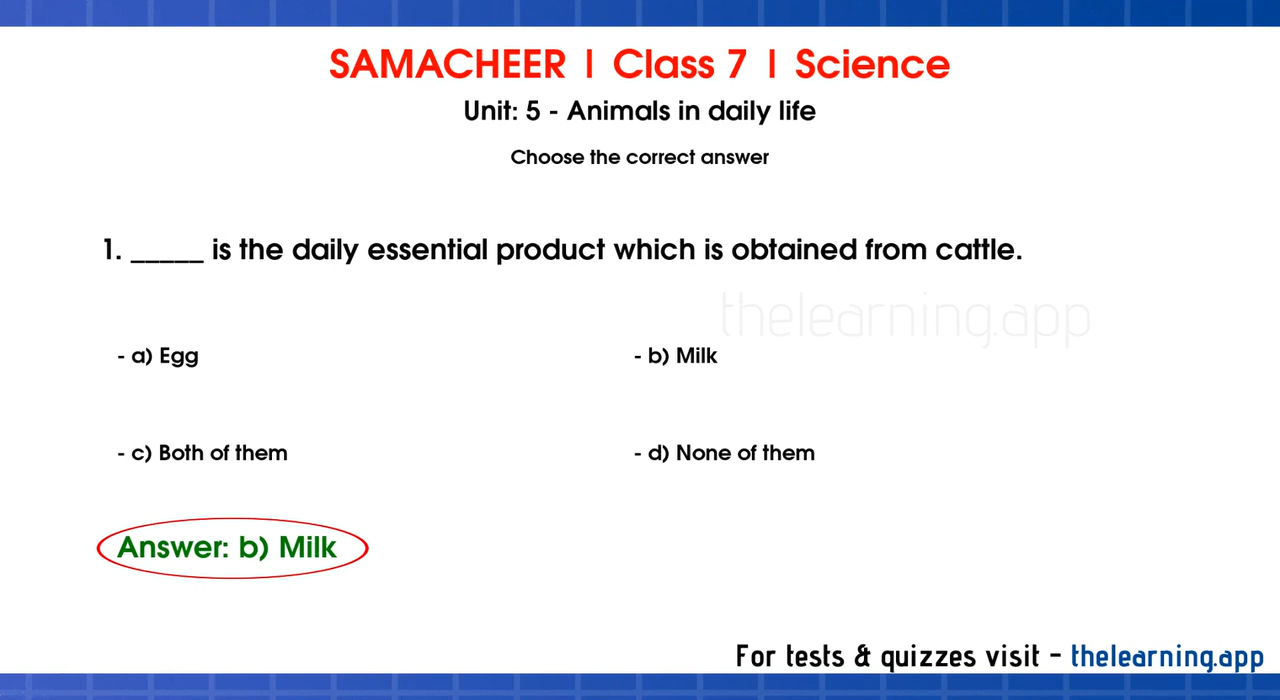 SAMACHEER | Class 7 | Science
Unit: 5 - Animals in daily life
Choose the correct answer
1. _____ is the daily essential product which is obtained from cattle.
thelearning.app
- a) Egg
- b) Milk
- c) Both of them
- d) None of them
Answer: b) Milk
For tests & quizzes visit - thelearning.app